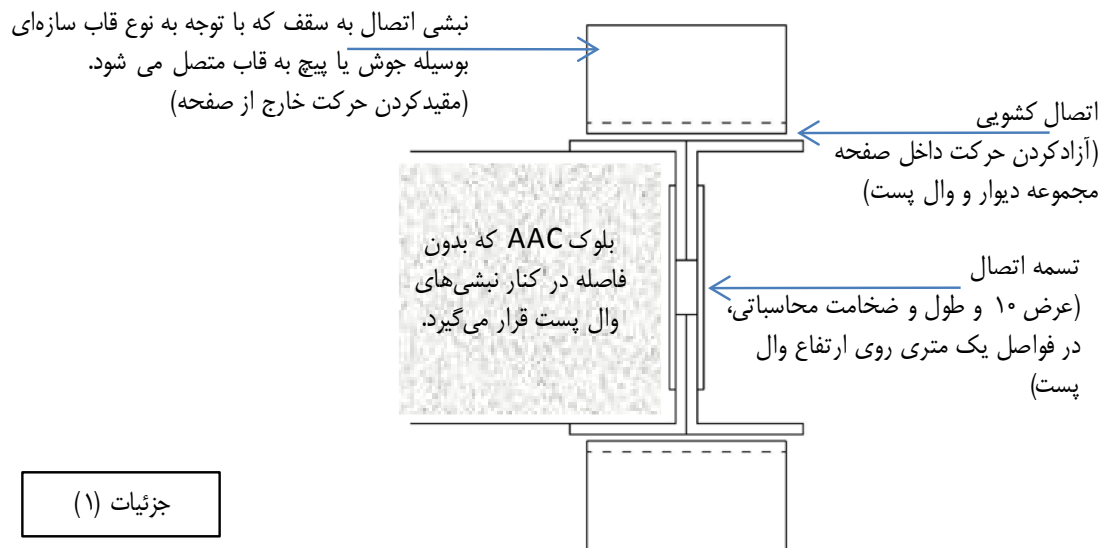 نبشی اتصال به سقف که با توجه به نوع قاب سازه‌ای
بوسیله جوش یا پیچ به قاب متصل می شود.
(مقیدکردن حرکت خارج از صفحه)
اتصال کشویی
(آزادکردن حرکت داخل صفحه
مجموعه دیوار و وال پست)
بلوک AAC که بدون
فاصله در کنار نبشی‌های
وال پست قرار می‌گیرد.
تسمه اتصال
(عرض ۱۰ و طول و ضخامت محاسباتی،
در فواصل یک متری روی ارتفاع وال
پست)
جزئیات (۱)